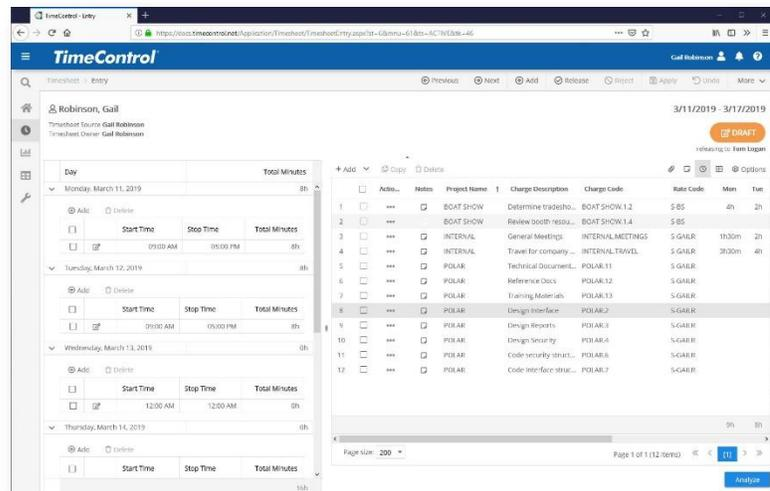 TimeControl - Entry
https://docs.timecontrol.net/Application/Timesheet/TimesheetEntry.aspx?
TimeControl
Gail Robinson
Timesheet > Entry
Previous Next Add Release Reject Apply Undo More
Robinson, Gail
3/11/2019 - 3/17/2019
Timesheet Source Gail Robinson
Timesheet Owner Gail Robinson
DRAFT
releasing to Tom Logan
Day Total Minutes
Monday, March 11, 2019 8h
Add Delete
Start Time Stop Time Total Minutes
09:00 AM 05:00 PM 8h
Tuesday, March 12, 2019 8h
Add Delete
Start Time Stop Time Total Minutes
09:00 AM 05:00 PM 8h
Wednesday, March 13, 2019 0h
Add Delete
Start Time Stop Time Total Minutes
12:00 AM 12:00 AM 0h
Thursday, March 14, 2019 0h
Add Delete
Start Time Stop Time Total Minutes
16h
+ Add Copy Delete Options
Actio... Notes Project Name Charge Description Charge Code Rate Code Mon Tue
1 BOAT SHOW Determine tradesho... BOAT SHOW.1.2 S-BS 4h 2h
2 BOAT SHOW Review booth resou... BOAT SHOW.1.4 S-BS
3 INTERNAL General Meetings INTERNAL.MEETINGS S-GAILR 1h30m 2h
4 INTERNAL Travel for company ... INTERNAL.TRAVEL S-GAILR 3h30m 4h
5 POLAR Technical Document... POLAR.11 S-GAILR
6 POLAR Reference Docs POLAR.12 S-GAILR
7 POLAR Training Materials POLAR.13 S-GAILR
8 POLAR Design Interface POLAR.2 S-GAILR
9 POLAR Design Reports POLAR.3 S-GAILR
10 POLAR Design Security POLAR.4 S-GAILR
11 POLAR Code security struct... POLAR.6 S-GAILR
12 POLAR Code Interface struc... POLAR.7 S-GAILR
9h 8h
Page size: 200 Page 1 of 1 (12 items) [1]
Analyze